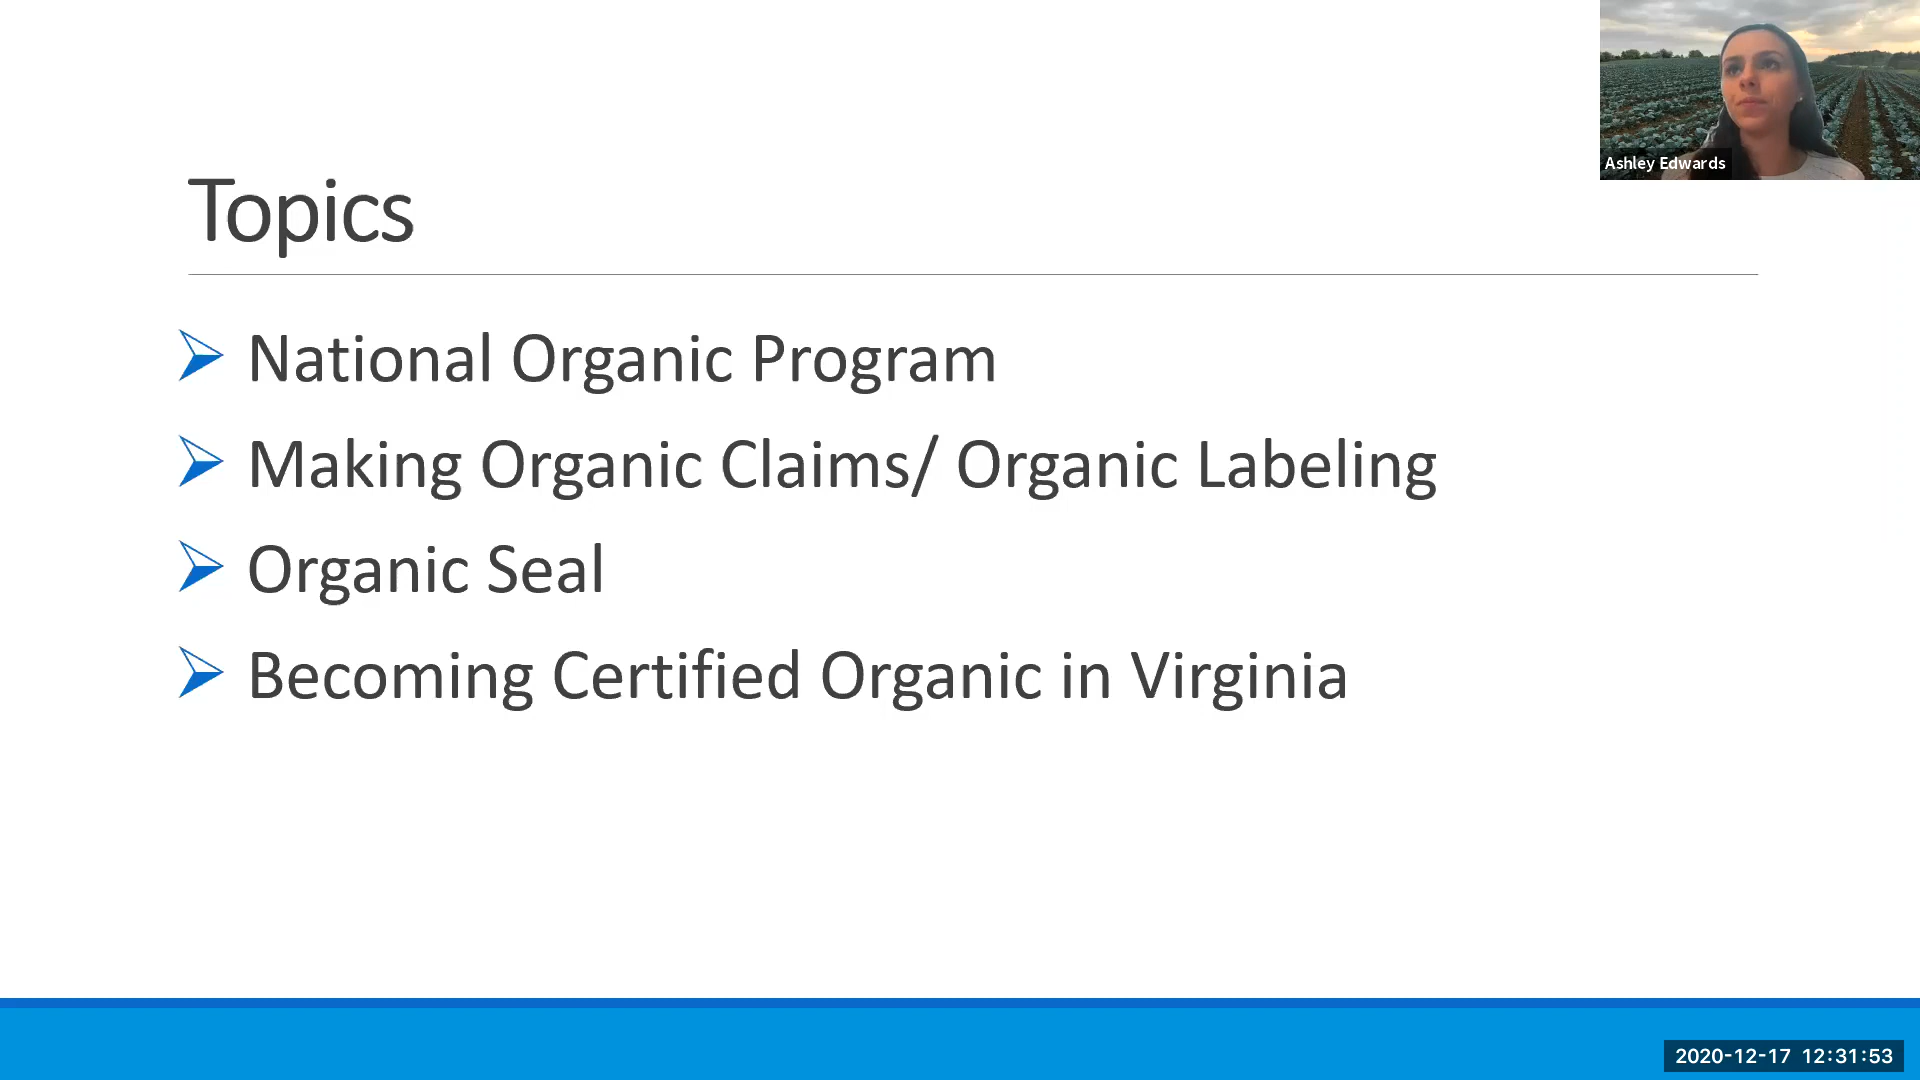 Ashley Edwards
Topics
National Organic Program
Making Organic Claims/ Organic Labeling
Organic Seal
Becoming Certified Organic in Virginia
2020-12-17 12:31:53